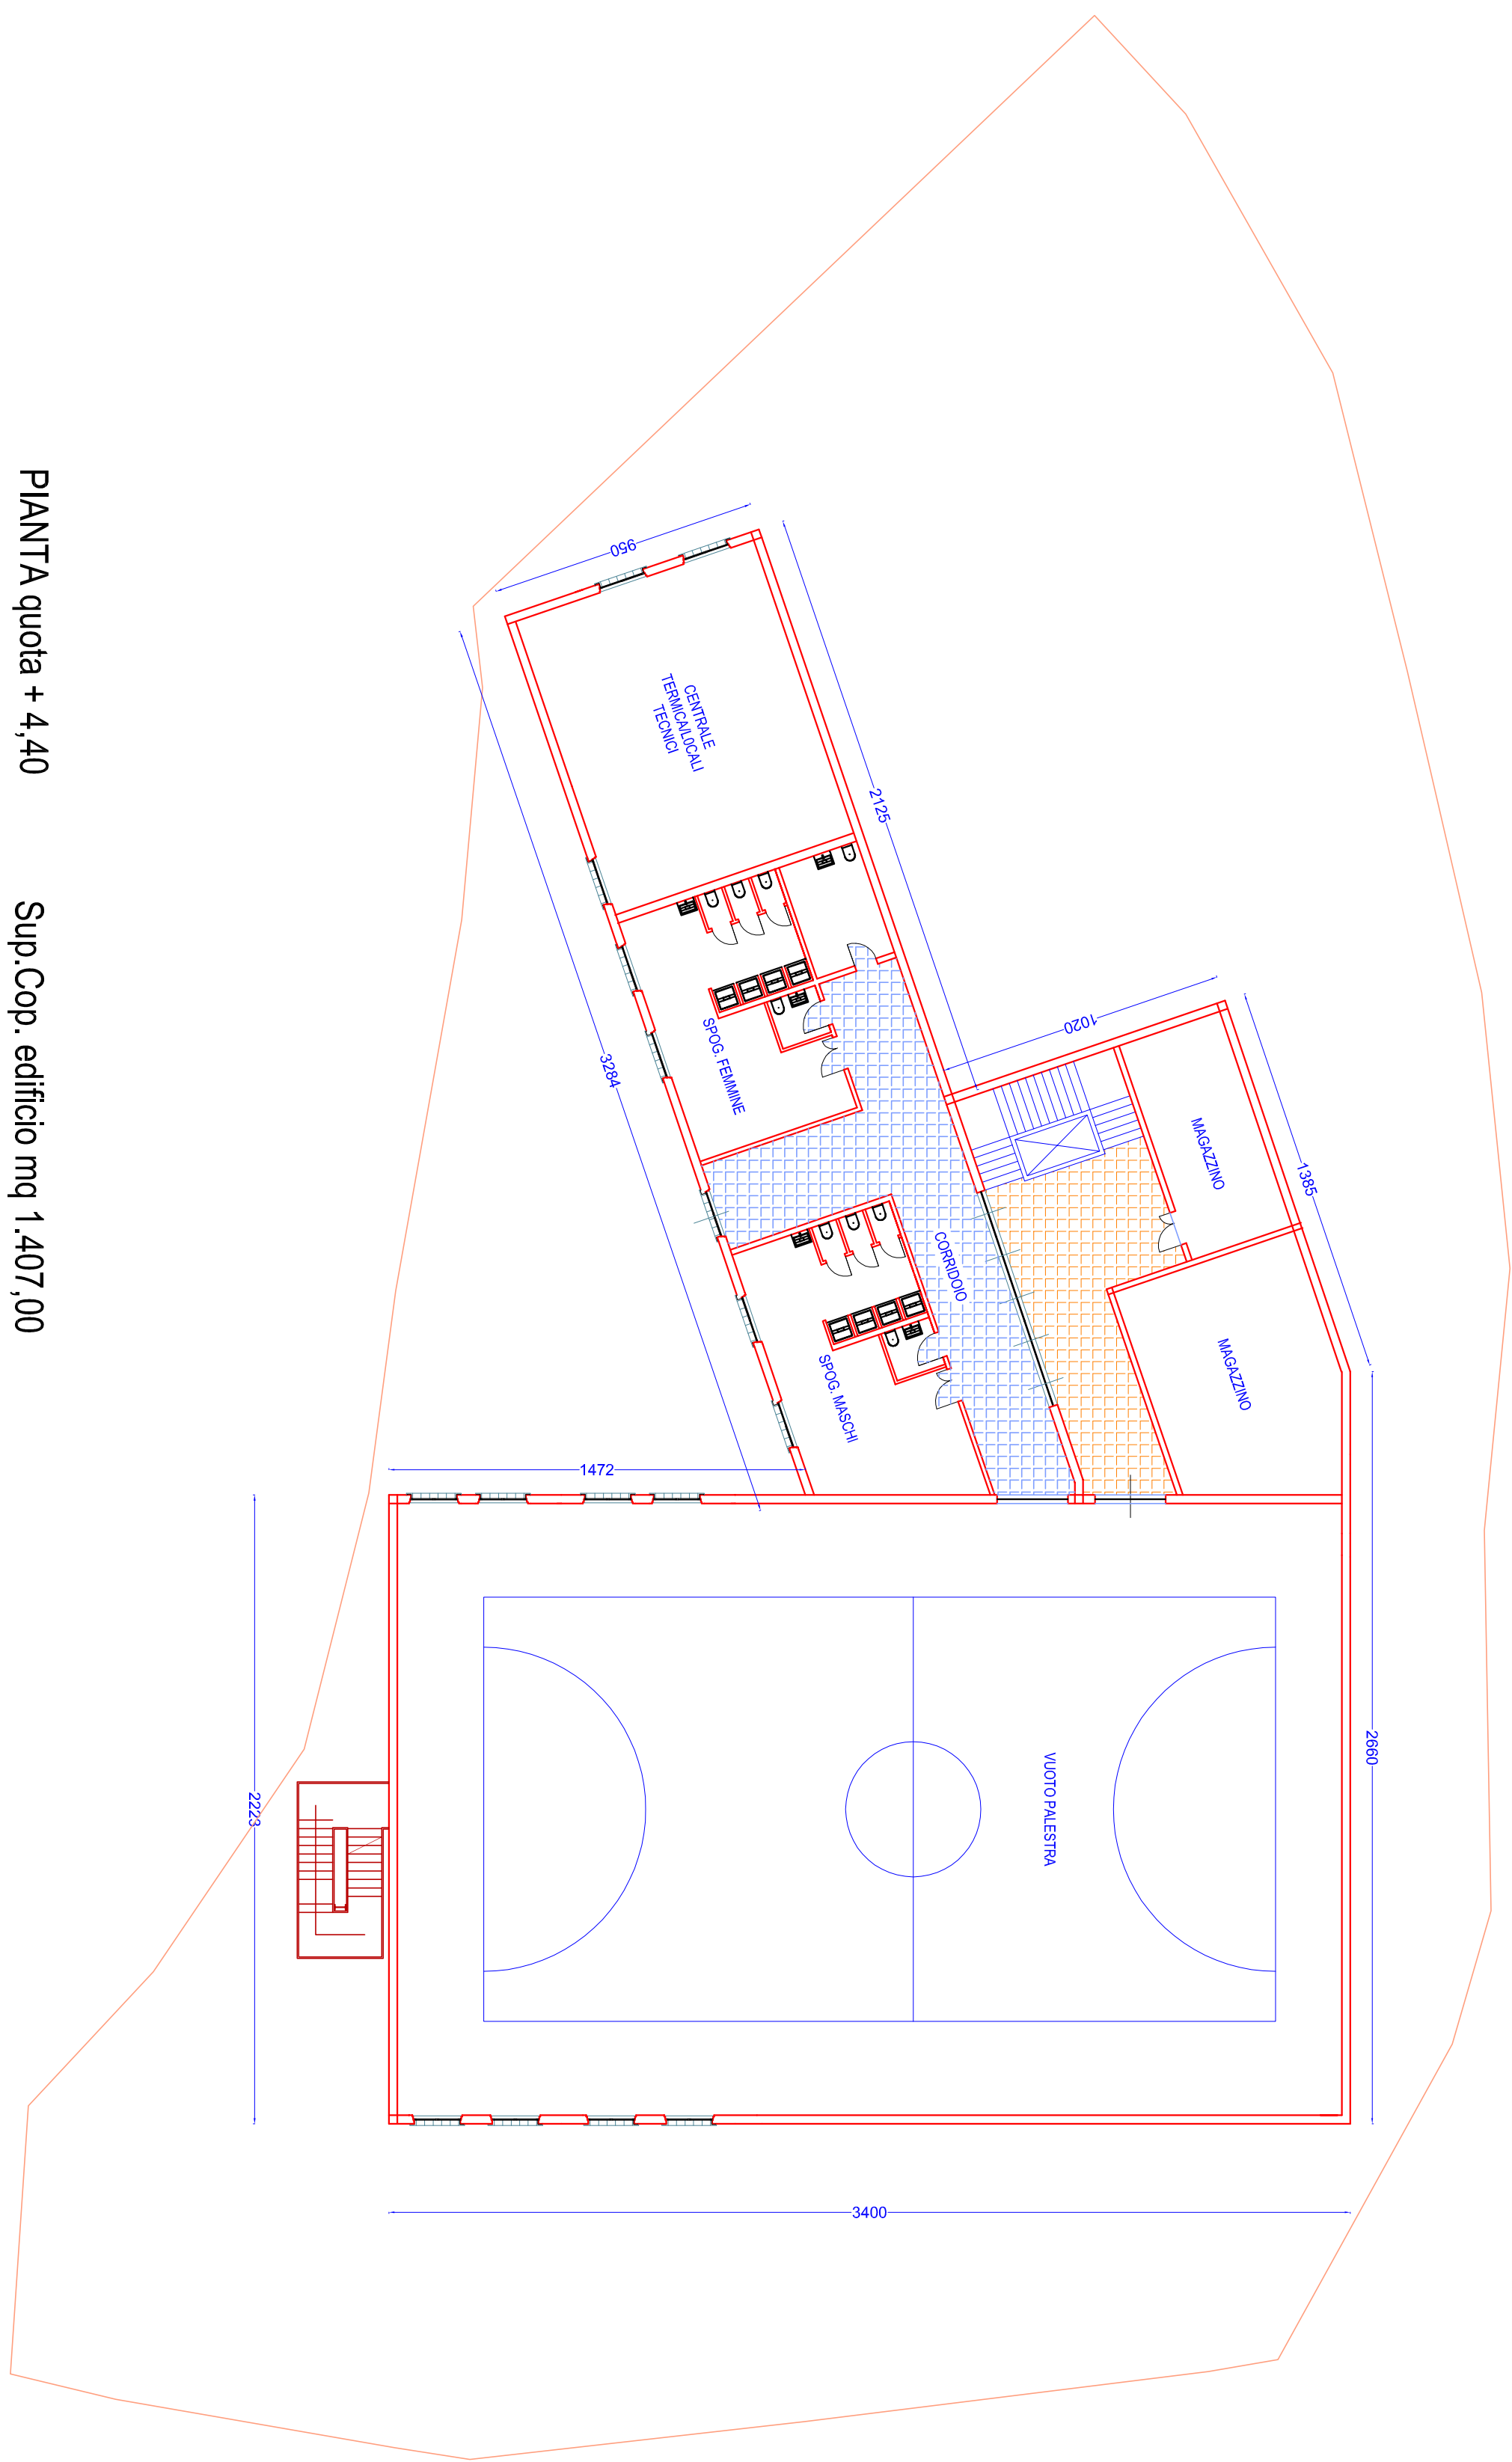 PIANTA quota + 4,40
Sup.Cop. edificio mq 1.407,00
950
2125
CENTRALE
TERMICA/LOCALI
TECNICI
3284
1020
1385
MAGAZZINO
MAGAZZINO
SPOG. FEMMINE
CORRIDOIO
SPOG. MASCHI
1472
2660
2223
VUOTO PALESTRA
3400